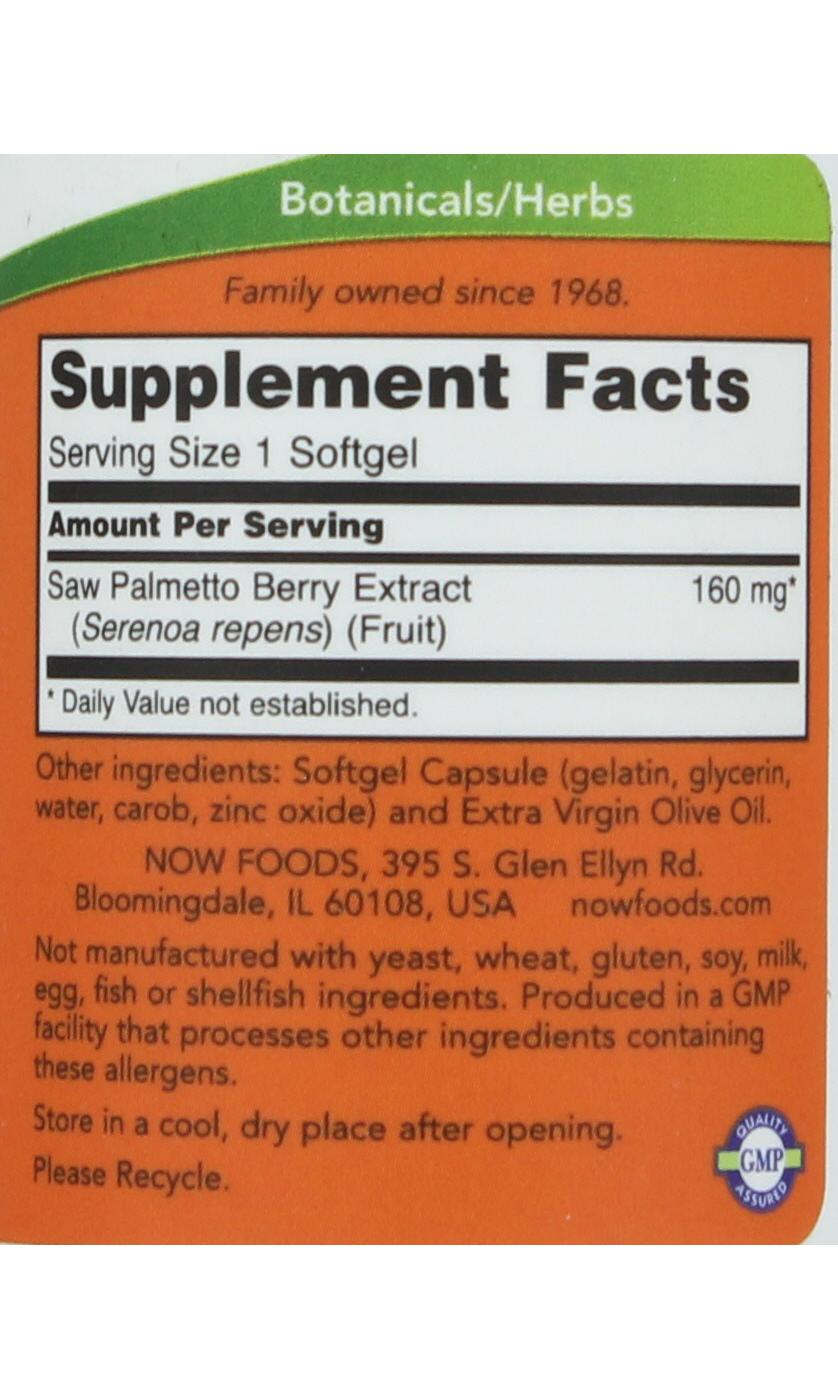 Botanicals/Herbs
Family owned since 1968.
Supplement Facts
Serving Size 1 Softgel
Amount Per Serving
Saw Palmetto Berry Extract 160 mg*
(Serenoa repens) (Fruit)
* Daily Value not established.
Other ingredients: Softgel Capsule (gelatin, glycerin,
water, carob, zinc oxide) and Extra Virgin Olive Oil.
NOW FOODS, 395 S. Glen Ellyn Rd.
Bloomingdale, IL 60108, USA nowfoods.com
Not manufactured with yeast, wheat, gluten, soy, milk,
egg, fish or shellfish ingredients. Produced in a GMP
facility that processes other ingredients containing
these allergens.
Store in a cool, dry place after opening.
Please Recycle.
QUALITY
GMP
ASSURED